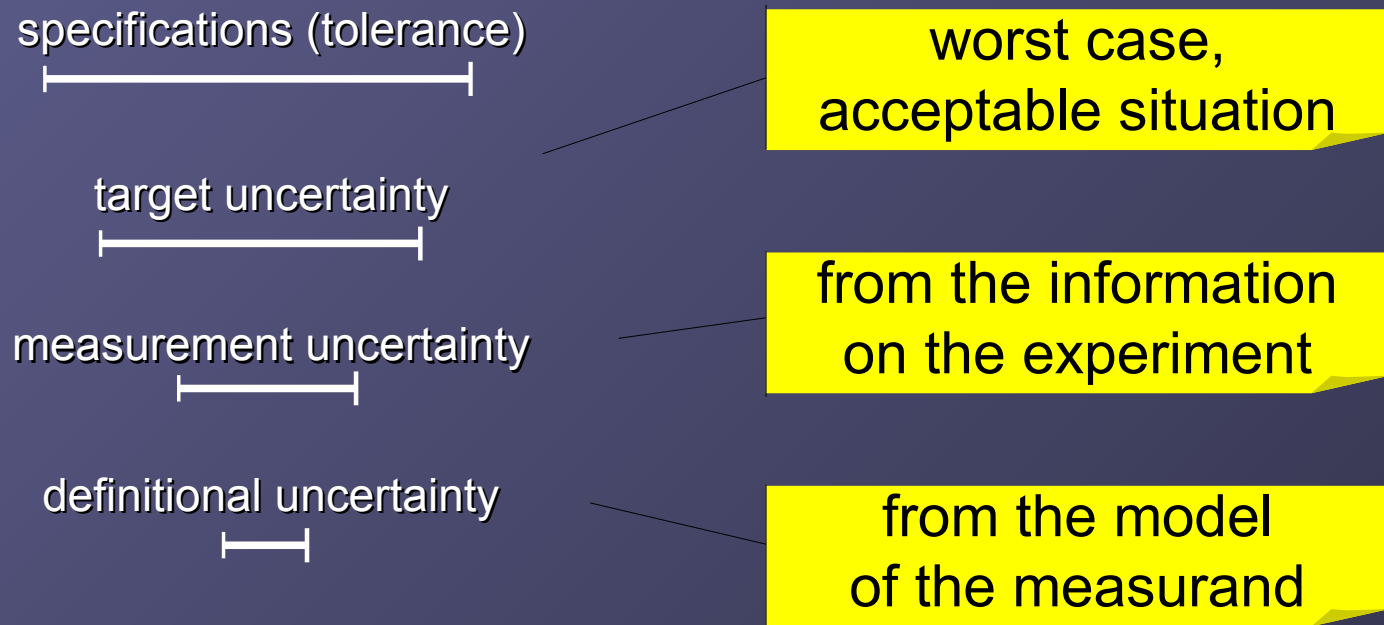 specifications (tolerance)
worst case,
acceptable situation
target uncertainty
from the information
on the experiment
measurement uncertainty
definitional uncertainty
from the model
of the measurand